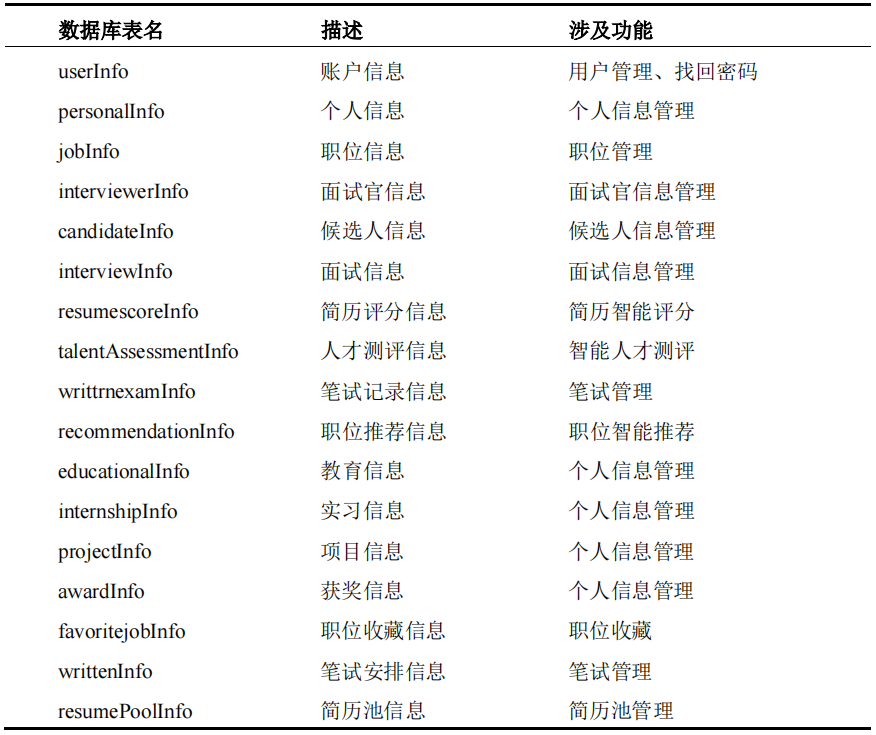 数据库表名 描述 涉及功能
userInfo 账户信息 用户管理、找回密码
personalInfo 个人信息 个人信息管理
jobInfo 职位信息 职位管理
interviewerInfo 面试官信息 面试官信息管理
candidateInfo 候选人信息 候选人信息管理
interviewInfo 面试信息 面试信息管理
resumescoreInfo 简历评分信息 简历智能评分
talentAssessmentInfo 人才测评信息 智能人才测评
writtrnexamInfo 笔试记录信息 笔试管理
recommendationInfo 职位推荐信息 职位智能推荐
educationalInfo 教育信息 个人信息管理
internshipInfo 实习信息 个人信息管理
projectInfo 项目信息 个人信息管理
awardInfo 获奖信息 个人信息管理
favoritejobInfo 职位收藏信息 职位收藏
writtenInfo 笔试安排信息 笔试管理
resumePoolInfo 简历池信息 简历池管理